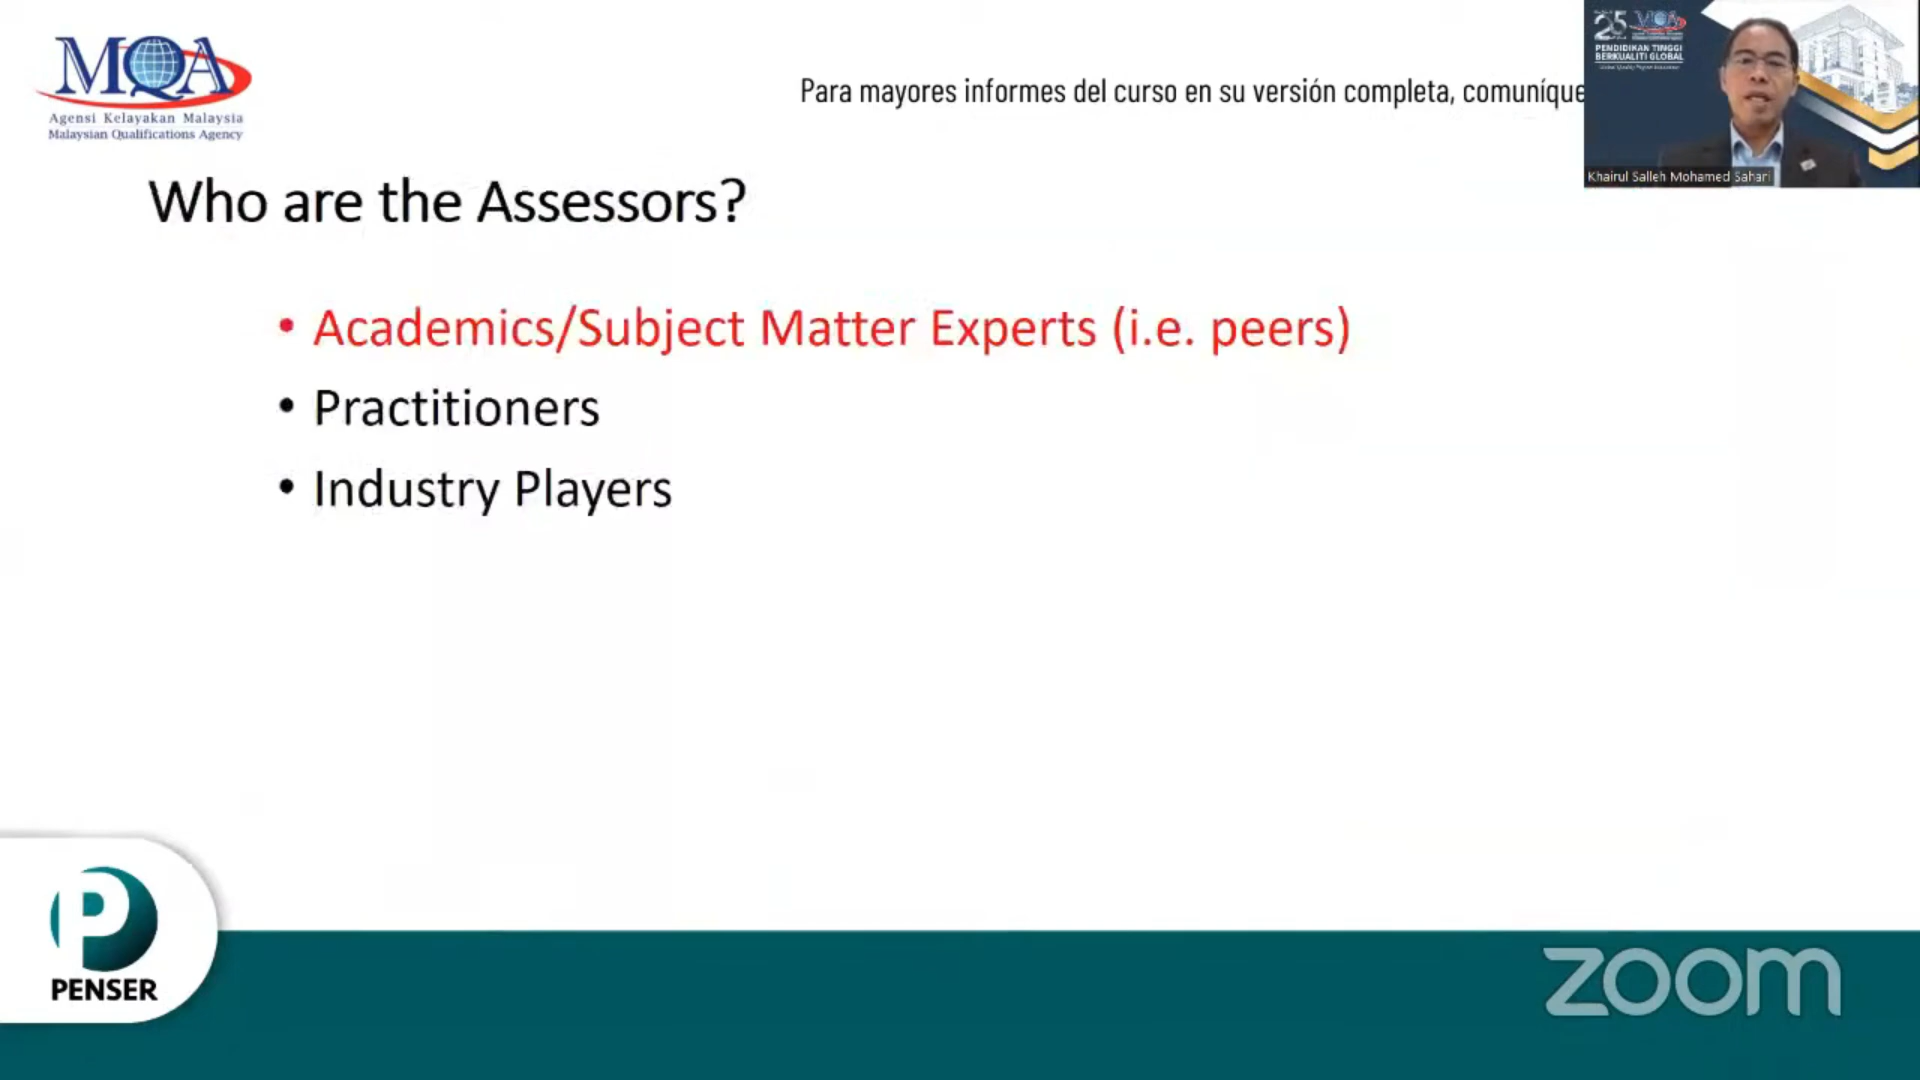 MQA
Agensi Kelayakan Malaysia
Malaysian Qualifications Agency
Para mayores informes del curso en su versión completa, comuníque
25 MQA
PENDIDIKAN TINGGI
BERKUALITI GLOBAL
Khairul Salleh Mohamed Sahari
Who are the Assessors?
• Academics/Subject Matter Experts (i.e. peers)
• Practitioners
• Industry Players
P
PENSER
zoom